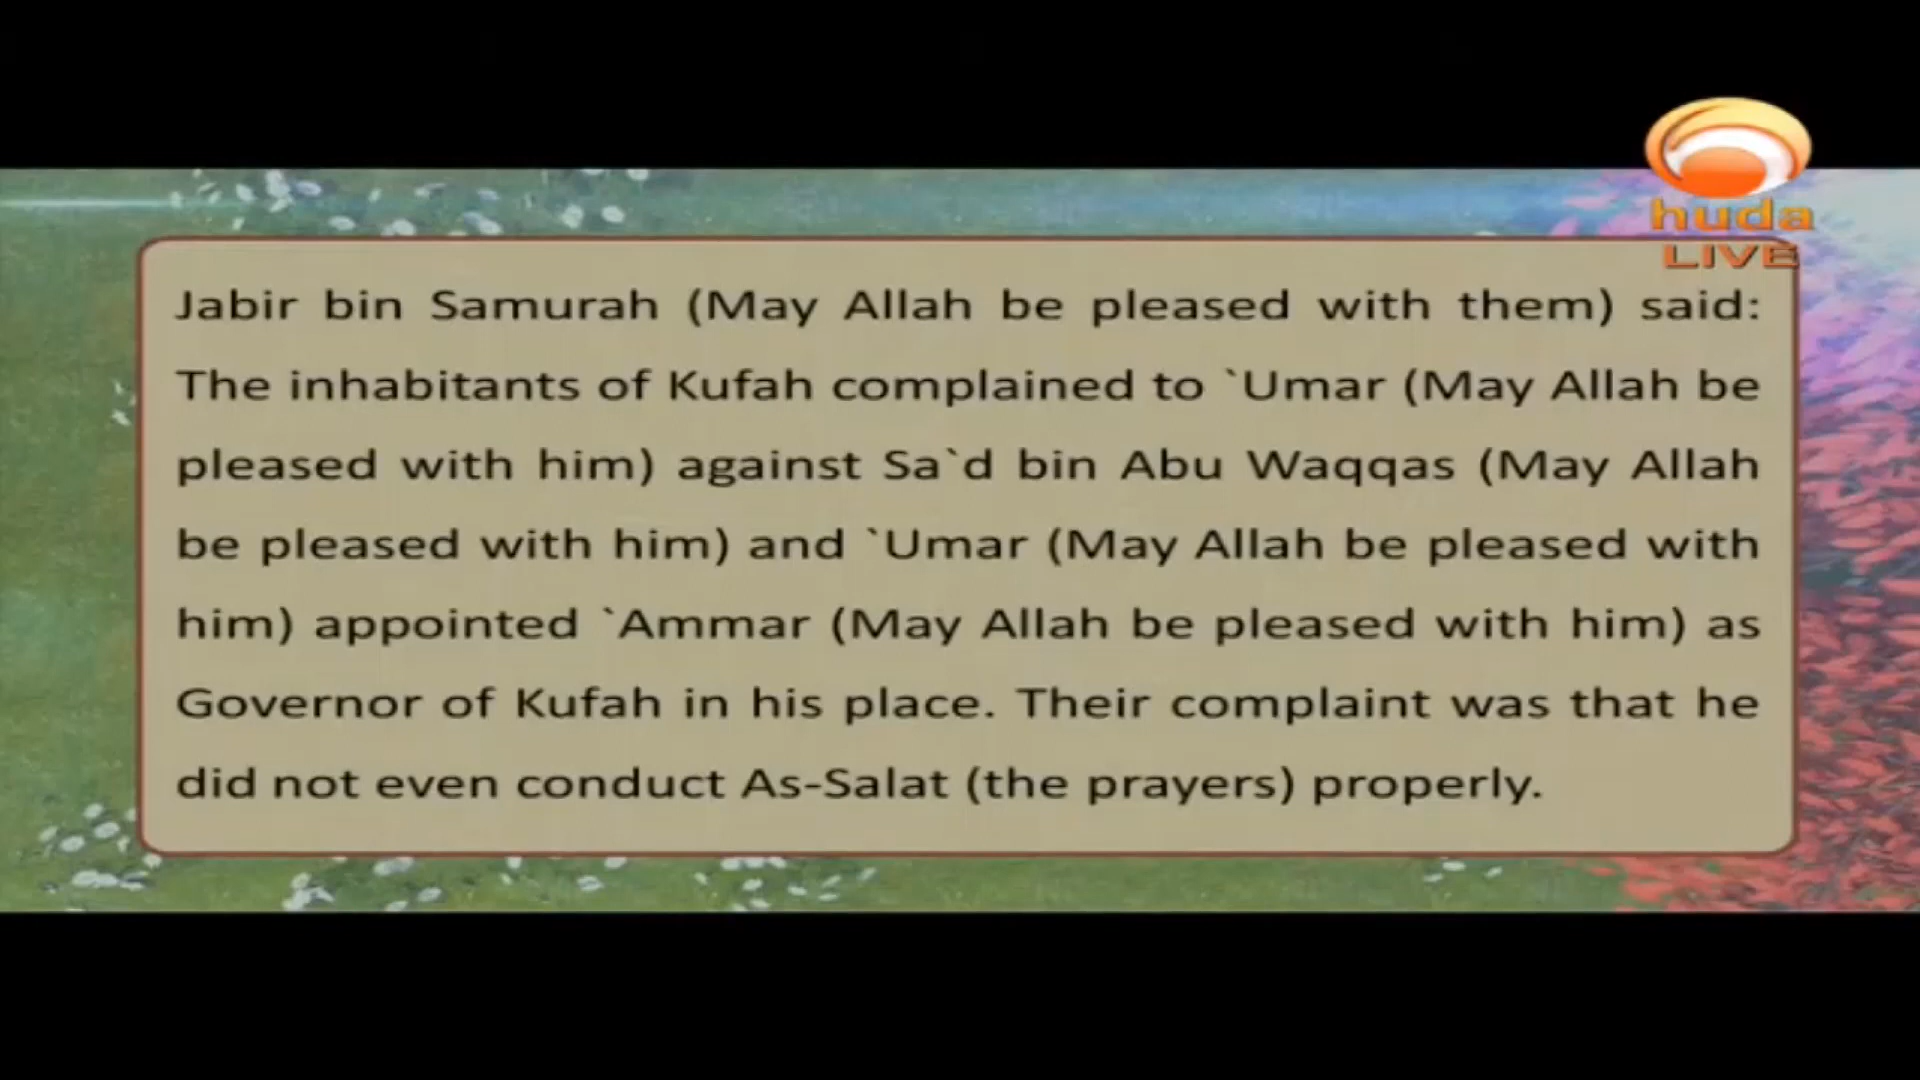 huda
LIVE
Jabir bin Samurah (May Allah be pleased with them) said:
The inhabitants of Kufah complained to `Umar (May Allah be
pleased with him) against Sa`d bin Abu Waqqas (May Allah
be pleased with him) and `Umar (May Allah be pleased with
him) appointed `Ammar (May Allah be pleased with him) as
Governor of Kufah in his place. Their complaint was that he
did not even conduct As-Salat (the prayers) properly.